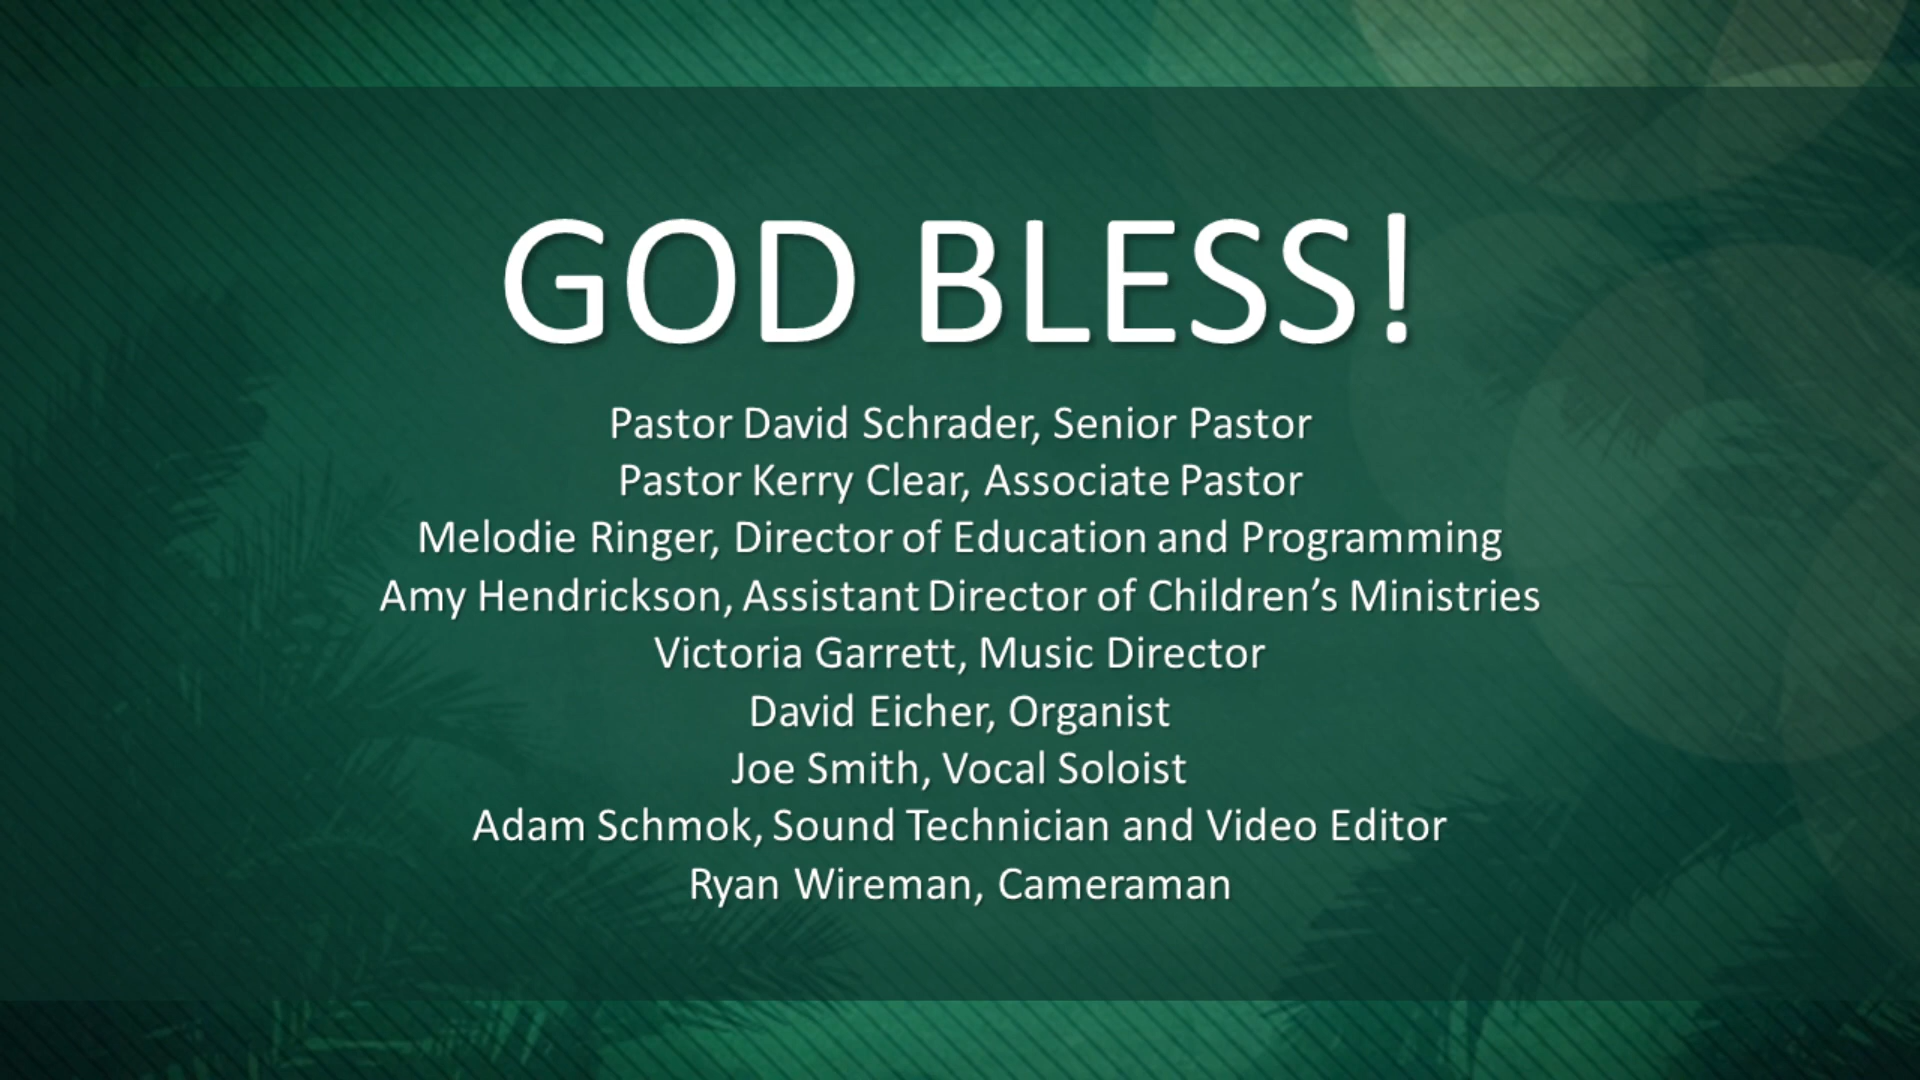 GOD BLESS!
Pastor David Schrader, Senior Pastor
Pastor Kerry Clear, Associate Pastor
Melodie Ringer, Director of Education and Programming
Amy Hendrickson, Assistant Director of Children’s Ministries
Victoria Garrett, Music Director
David Eicher, Organist
Joe Smith, Vocal Soloist
Adam Schmok, Sound Technician and Video Editor
Ryan Wireman, Cameraman